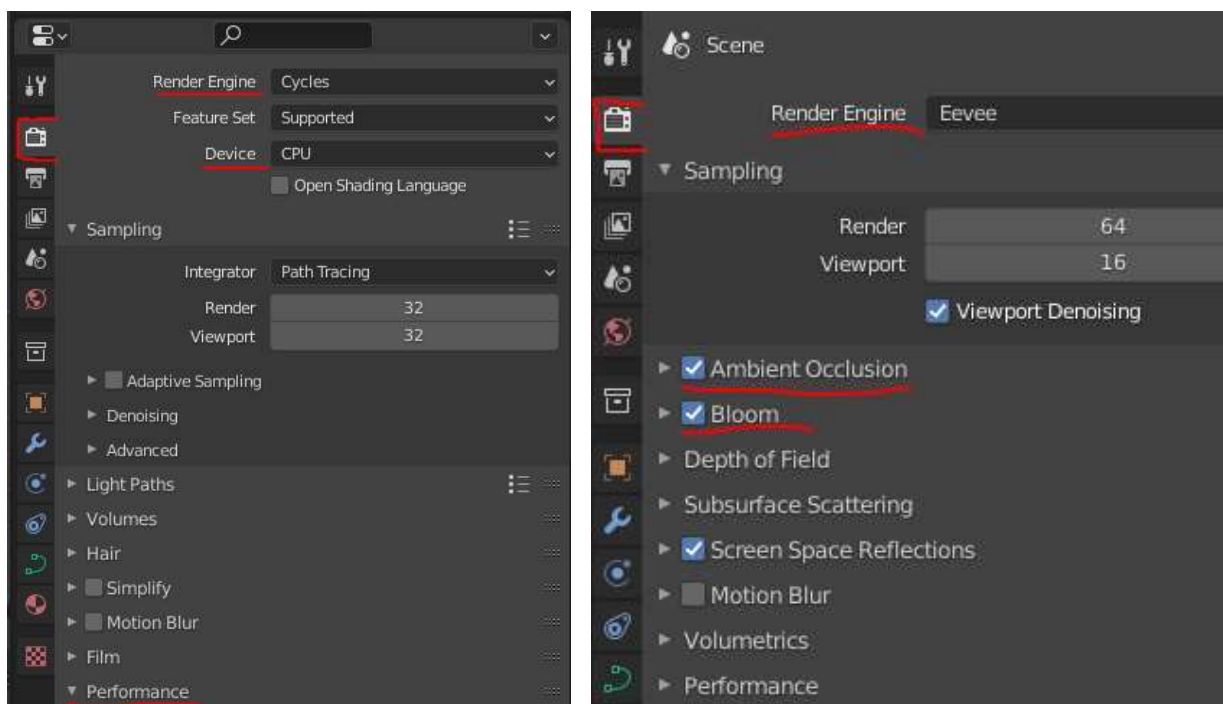 Render Engine Cycles
Feature Set Supported
Device CPU
Open Shading Language
Sampling
Integrator Path Tracing
Render 32
Viewport 32
Adaptive Sampling
Denoising
Advanced
Light Paths
Volumes
Hair
Simplify
Motion Blur
Film
Performance
Scene
Render Engine Eevee
Sampling
Render 64
Viewport 16
Viewport Denoising
Ambient Occlusion
Bloom
Depth of Field
Subsurface Scattering
Screen Space Reflections
Motion Blur
Volumetrics
Performance